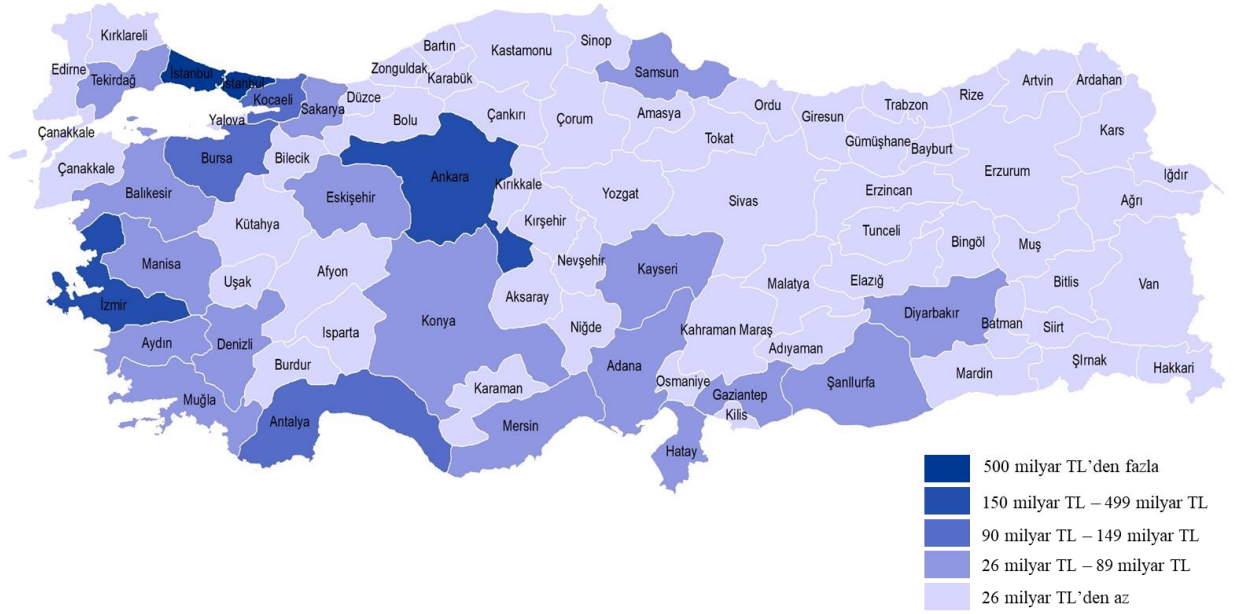 Kırklareli
Edirne
Tekirdağ
İstanbul
İstanbul
Kocaeli
Yalova
Sakarya
Düzce
Zonguldak
Bartın
Karabük
Kastamonu
Sinop
Samsun
Çanakkale
Çanakkale
Bursa
Bilecik
Bolu
Çankırı
Çorum
Amasya
Ordu
Giresun
Trabzon
Rize
Artvin
Ardahan
Tokat
Gümüşhane
Bayburt
Kars
Iğdır
Balıkesir
Eskişehir
Ankara
Kırıkkale
Yozgat
Sivas
Erzincan
Erzurum
Ağrı
Kütahya
Kırşehir
Tunceli
Bingöl
Muş
Manisa
Uşak
Afyon
Nevşehir
Kayseri
Malatya
Elazığ
Bitlis
Van
İzmir
Aksaray
Konya
Niğde
Kahraman Maraş
Diyarbakır
Batman
Siirt
Aydın
Denizli
Isparta
Burdur
Adıyaman
Mardin
Şlrnak
Hakkari
Karaman
Adana
Osmaniye
Gaziantep
Şanllurfa
Kilis
Muğla
Antalya
Mersin
Hatay
500 milyar TL’den fazla
150 milyar TL – 499 milyar TL
90 milyar TL – 149 milyar TL
26 milyar TL – 89 milyar TL
26 milyar TL’den az